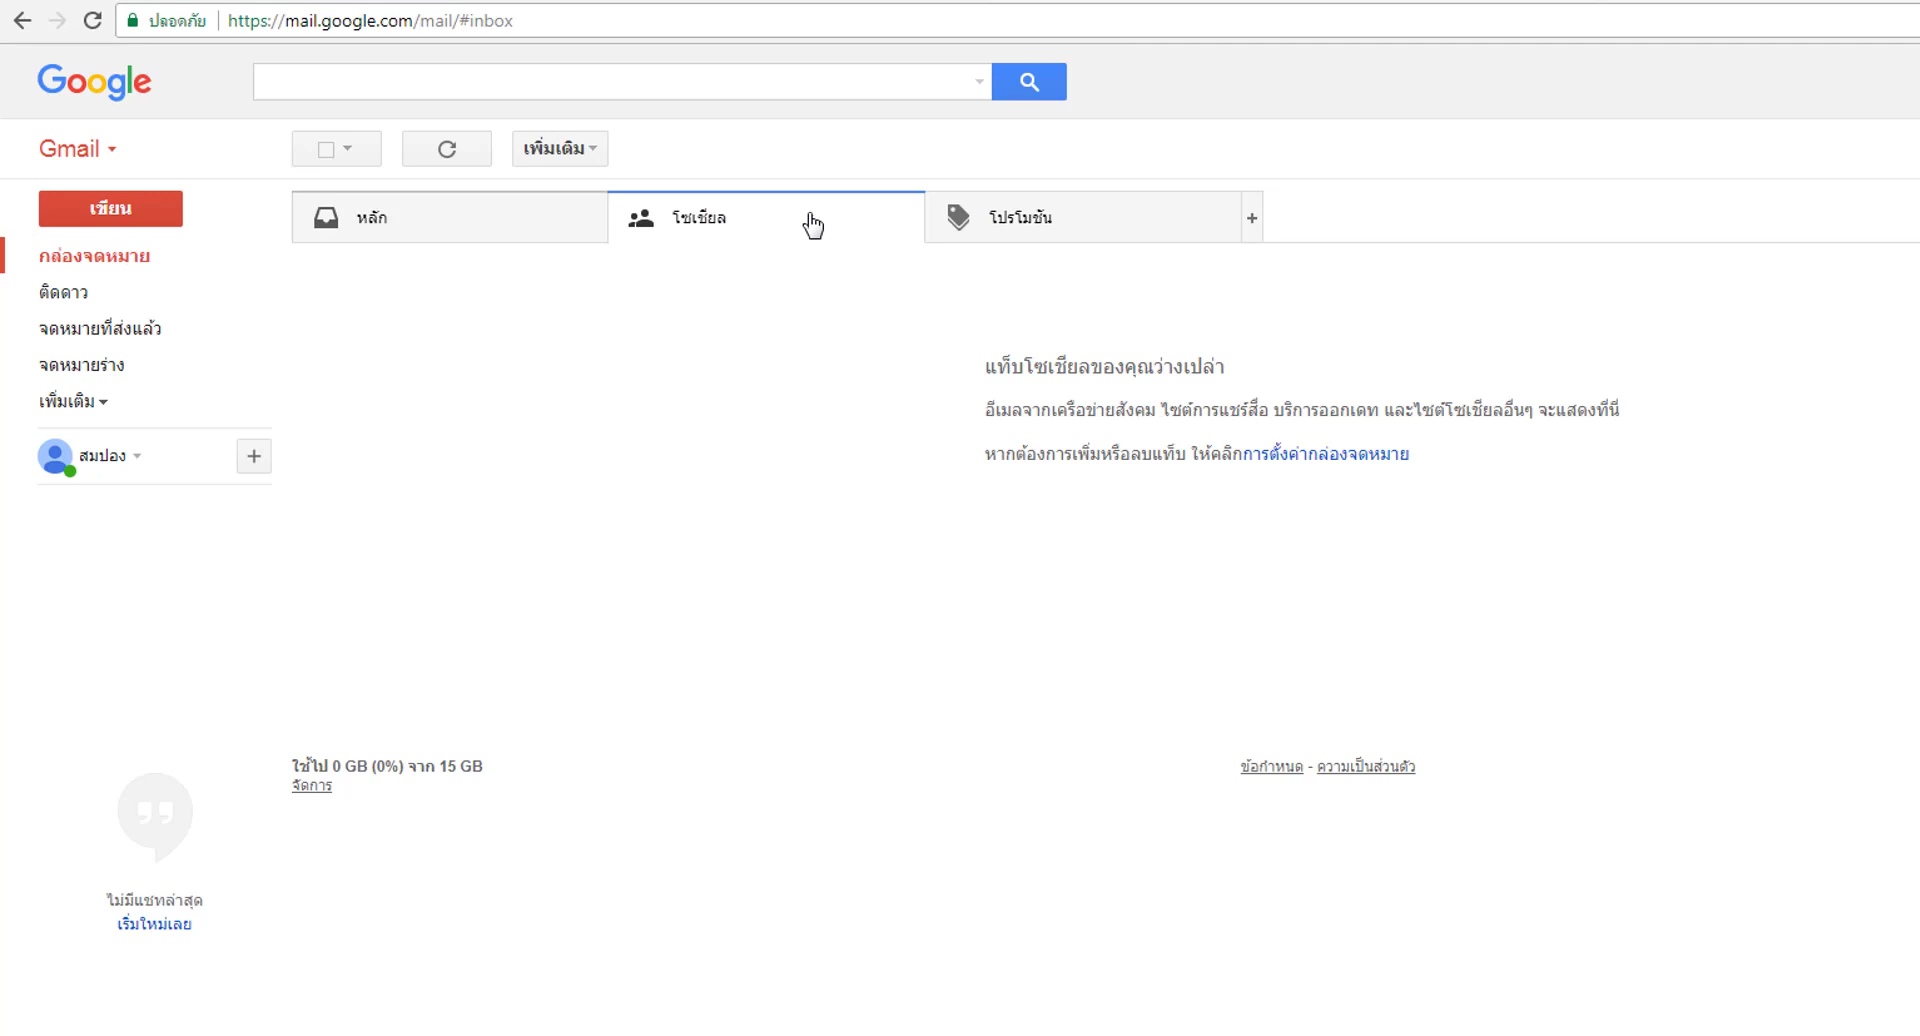 ปลอดภัย https://mail.google.com/mail/#inbox
Google
Gmail
เพิ่มเติม
เขียน
หลัก
โซเชียล
โปรโมชัน
กล่องจดหมาย
ติดดาว
จดหมายที่ส่งแล้ว
จดหมายร่าง
เพิ่มเติม
สมปอง
แท็บโซเชียลของคุณว่างเปล่า
อีเมลจากเครือข่ายสังคม ไซต์การแชร์สื่อ บริการออกเดท และไซต์โซเชียลอื่นๆ จะแสดงที่นี่
หากต้องการเพิ่มหรือลบแท็บ ให้คลิกการตั้งค่ากล่องจดหมาย
ใช้ไป 0 GB (0%) จาก 15 GB
จัดการ
ข้อกำหนด - ความเป็นส่วนตัว
ไม่มีแชทล่าสุด
เริ่มใหม่เลย